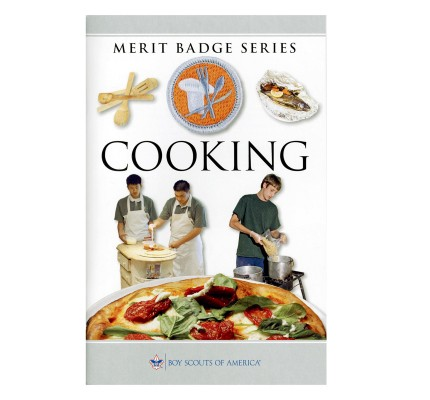 MERIT BADGE SERIES
COOKING
BOY SCOUTS OF AMERICA®